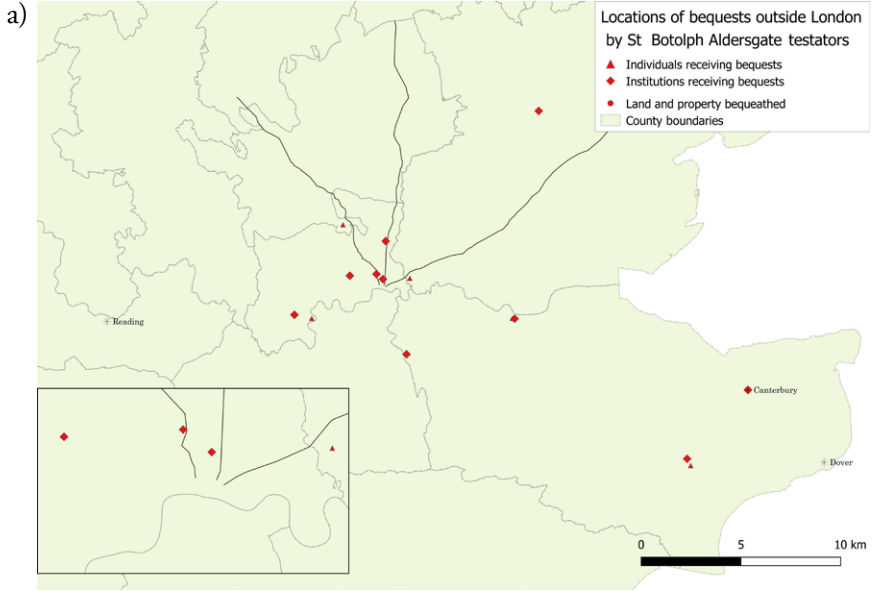 a)
Locations of bequests outside London
by St Botolph Aldersgate testators
Individuals receiving bequests
Institutions receiving bequests
Land and property bequeathed
County boundaries
Reading
Canterbury
Dover
0 5 10 km